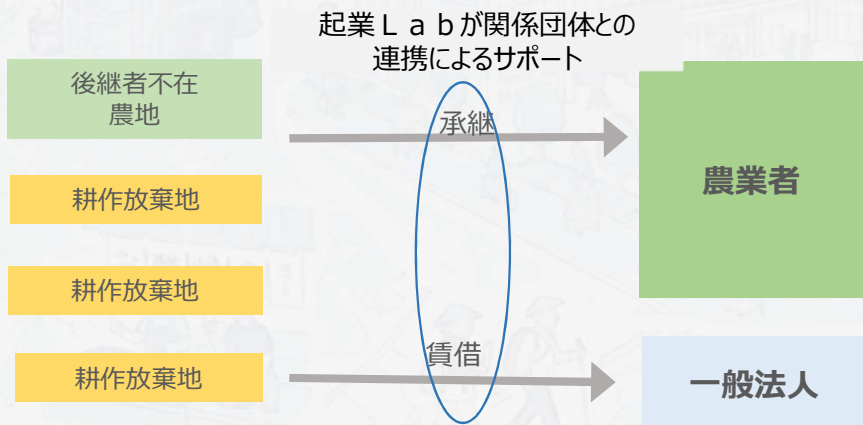 起業Ｌａｂが関係団体との
連携によるサポート
後継者不在
農地
承継
農業者
耕作放棄地
耕作放棄地
賃借
耕作放棄地
一般法人